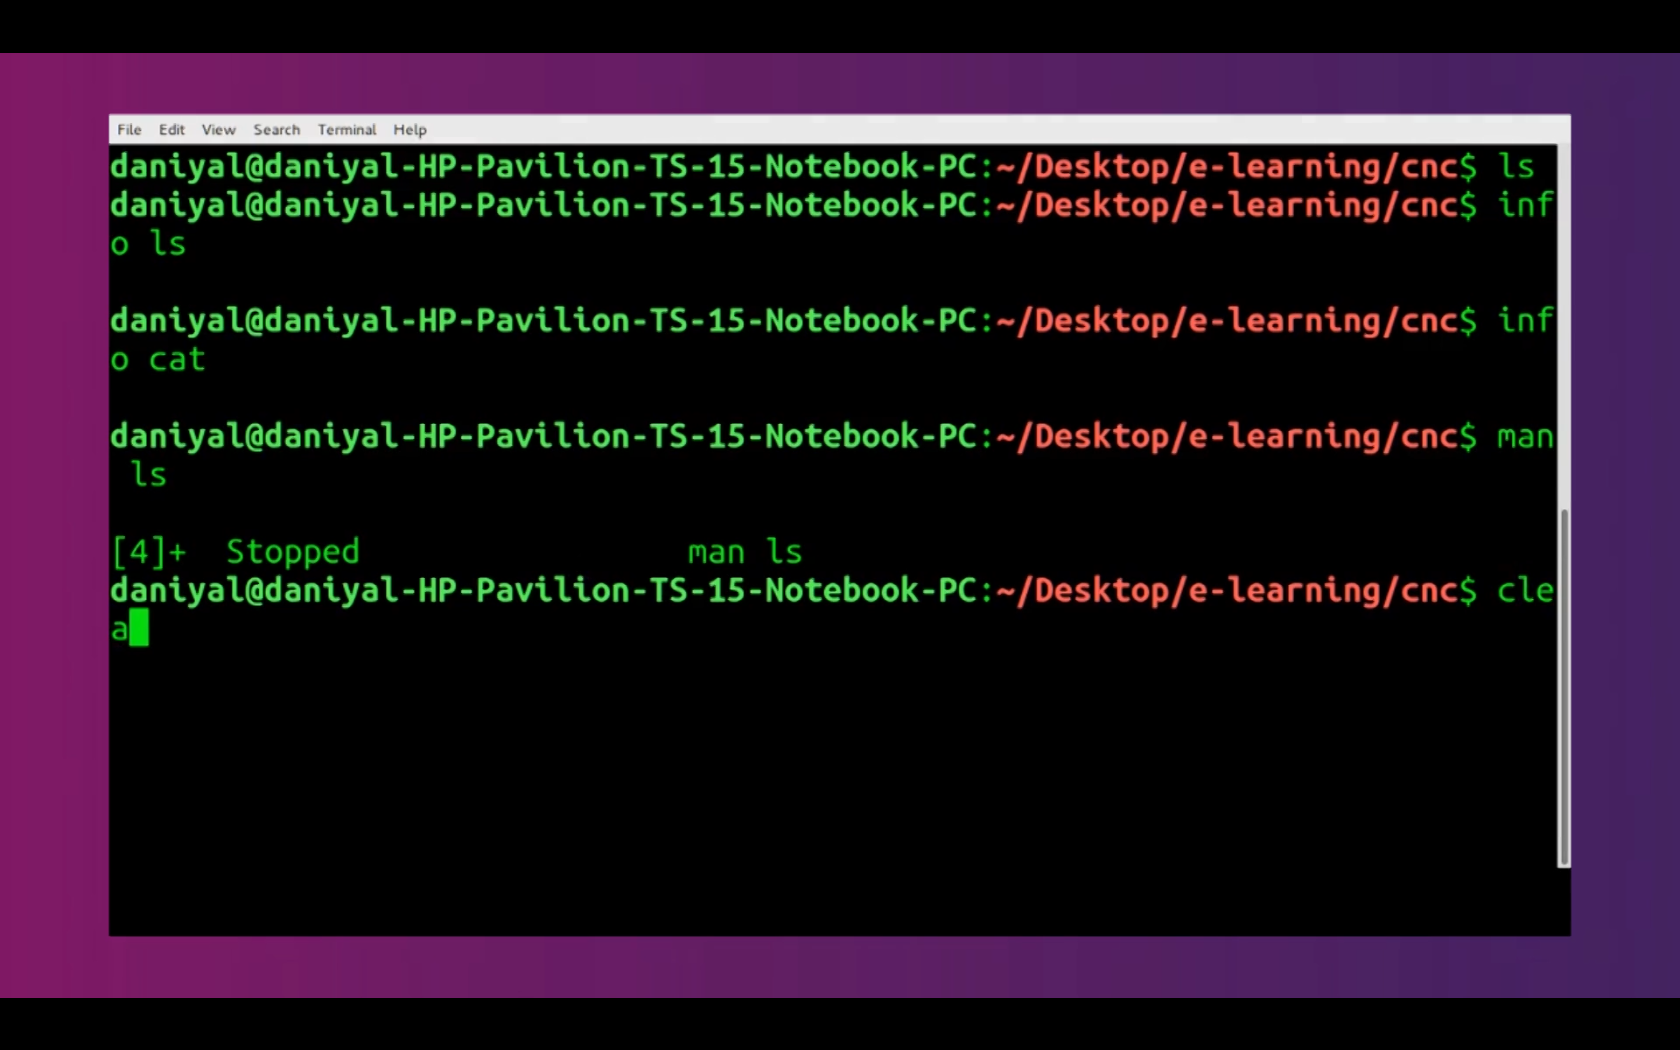 File Edit View Search Terminal Help
daniyal@daniyal-HP-Pavilion-TS-15-Notebook-PC:~/Desktop/e-learning/cnc$ ls
daniyal@daniyal-HP-Pavilion-TS-15-Notebook-PC:~/Desktop/e-learning/cnc$ inf
o ls
daniyal@daniyal-HP-Pavilion-TS-15-Notebook-PC:~/Desktop/e-learning/cnc$ inf
o cat
daniyal@daniyal-HP-Pavilion-TS-15-Notebook-PC:~/Desktop/e-learning/cnc$ man
 ls
[4]+  Stopped                 man ls
daniyal@daniyal-HP-Pavilion-TS-15-Notebook-PC:~/Desktop/e-learning/cnc$ cle
a